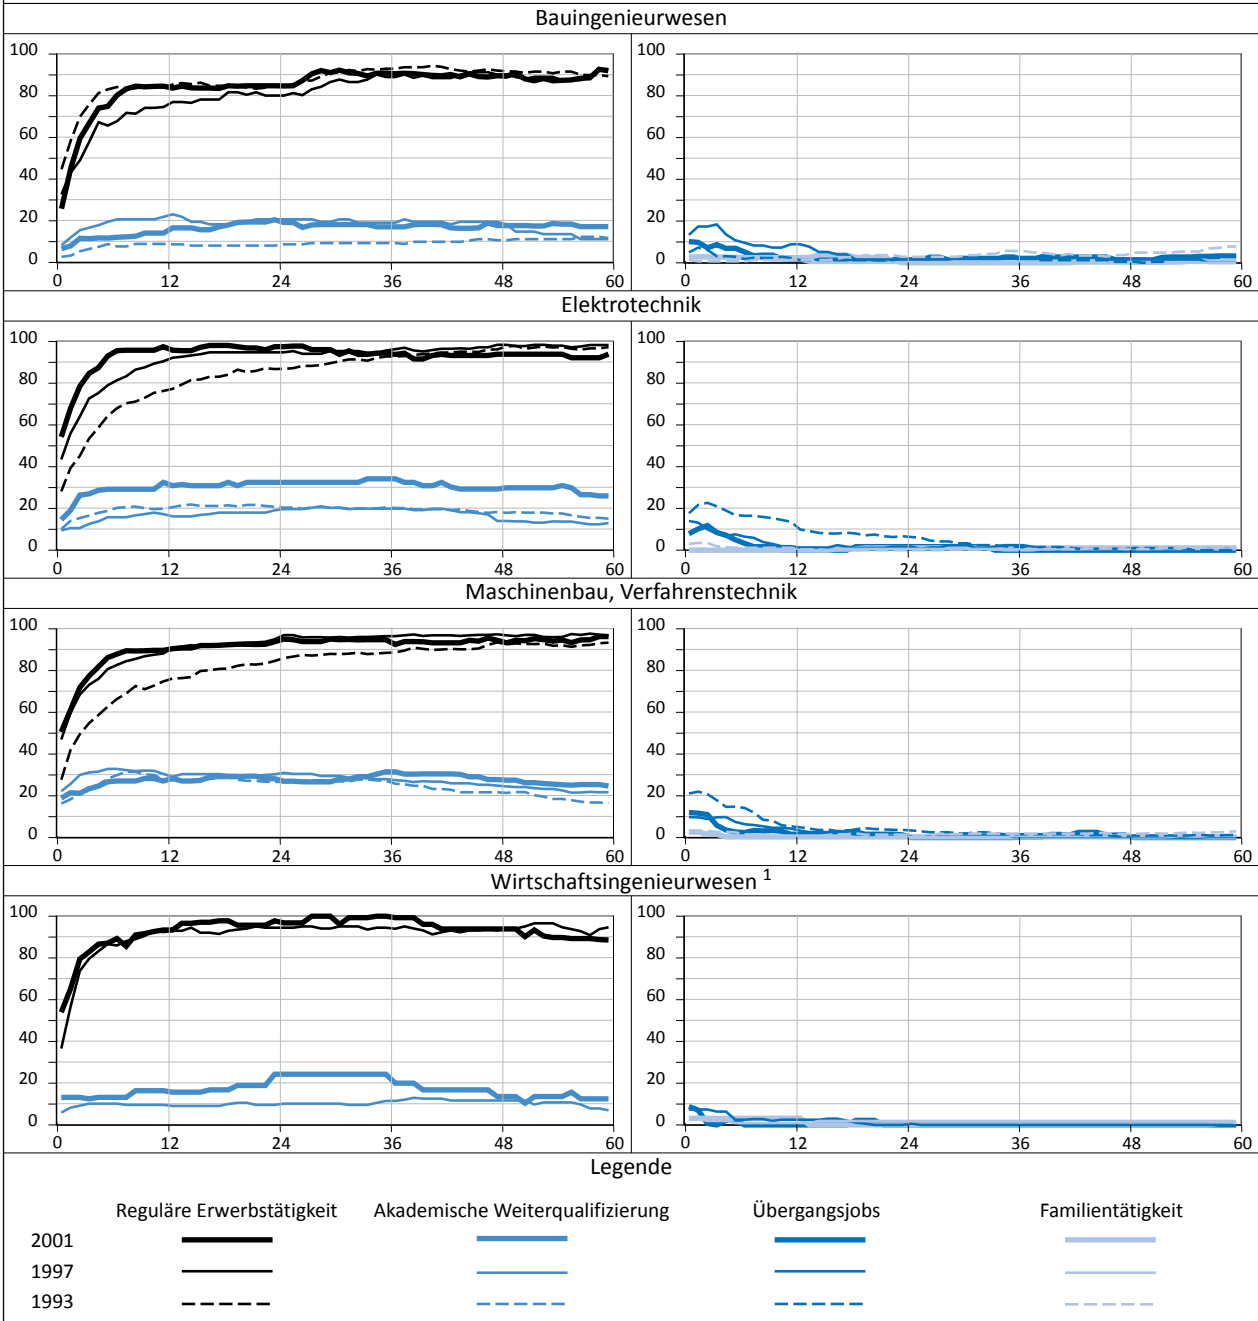 Bauingenieurwesen
100 100
80 80
60 60
40 40
20 20
0 0
0 12 24 36 48 60 0 12 24 36 48 60
Elektrotechnik
100 100
80 80
60 60
40 40
20 20
0 0
0 12 24 36 48 60 0 12 24 36 48 60
Maschinenbau, Verfahrenstechnik
100 100
80 80
60 60
40 40
20 20
0 0
0 12 24 36 48 60 0 12 24 36 48 60
Wirtschaftsingenieurwesen 1
100 100
80 80
60 60
40 40
20 20
0 0
0 12 24 36 48 60 0 12 24 36 48 60
Legende
Reguläre Erwerbstätigkeit Akademische Weiterqualifizierung Übergangsjobs Familientätigkeit
2001
1997
1993